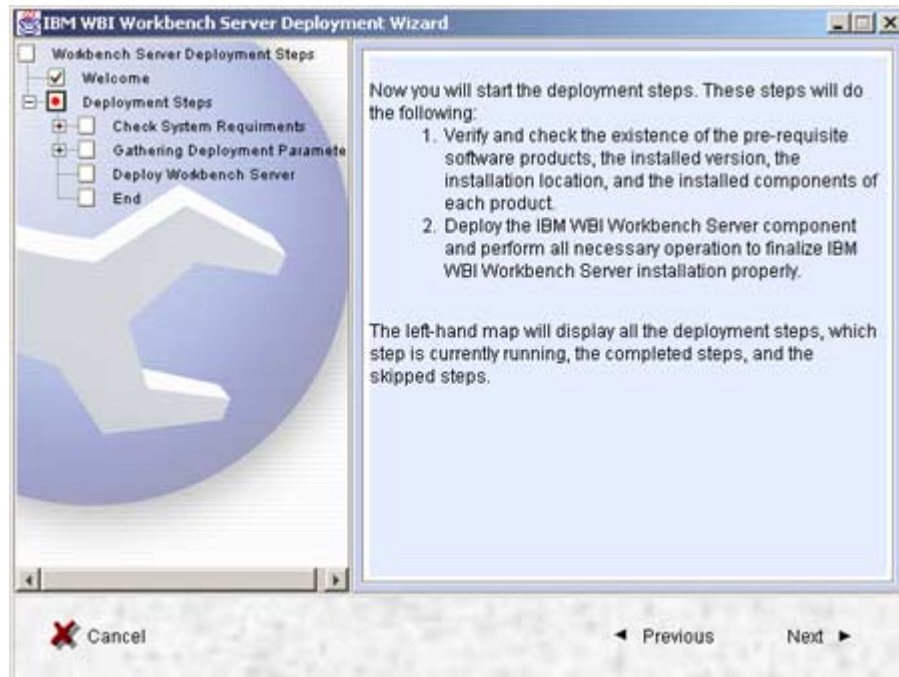 IBM WBI Workbench Server Deployment Wizard
Workbench Server Deployment Steps
Welcome
Deployment Steps
Check System Requirments
Gathering Deployment Paramete
Deploy Workbench Server
End
Now you will start the deployment steps. These steps will do
the following:
1. Verify and check the existence of the pre-requisite
software products, the installed version, the
installation location, and the installed components of
each product.
2. Deploy the IBM WBI Workbench Server component
and perform all necessary operation to finalize IBM
WBI Workbench Server installation properly.
The left-hand map will display all the deployment steps, which
step is currently running, the completed steps, and the
skipped steps.
Cancel
Previous
Next